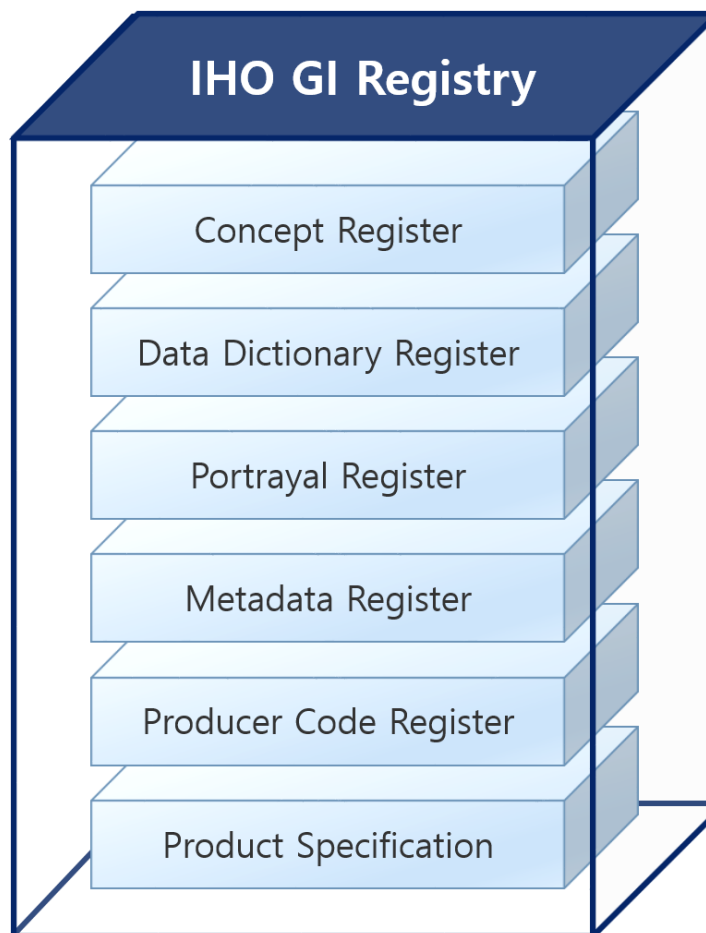 IHO GI Registry
Concept Register
Data Dictionary Register
Portrayal Register
Metadata Register
Producer Code Register
Product Specification